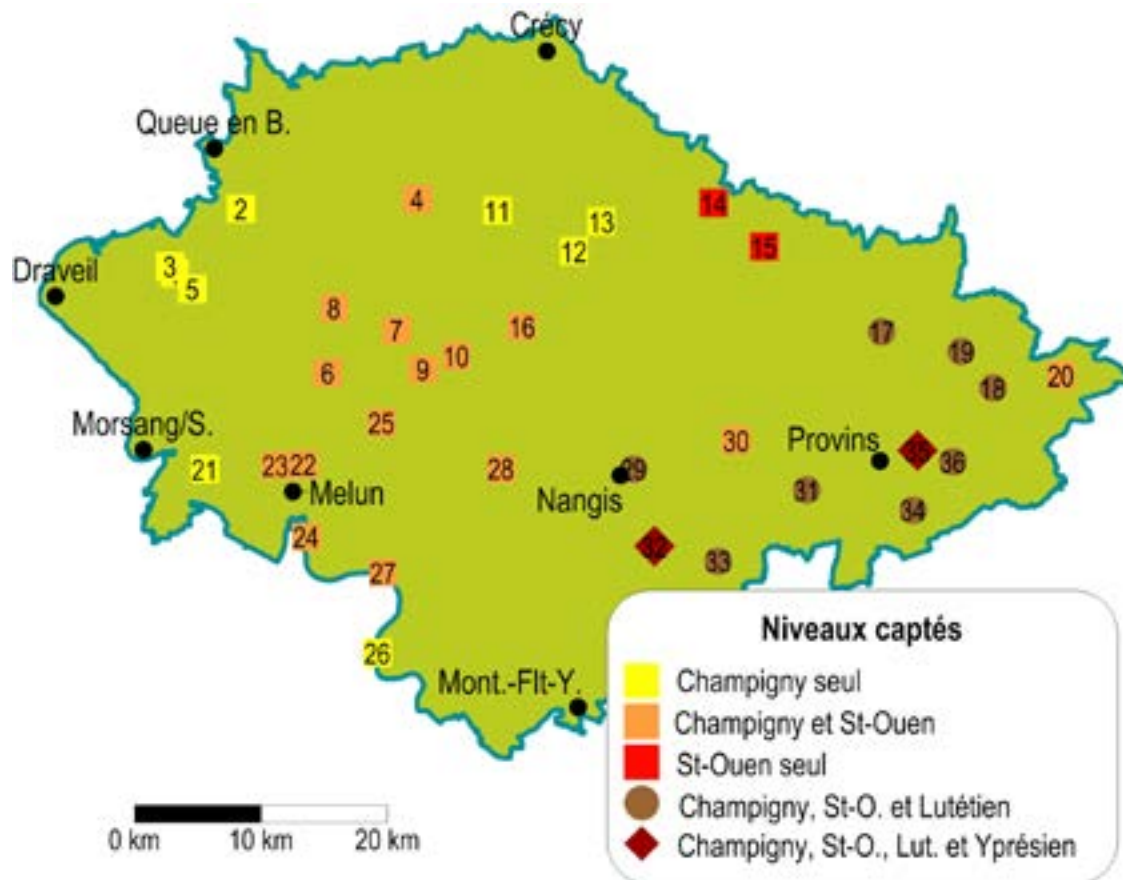 Crécy
Queue en B.
2
4
11
13
14
12
15
3
5
Draveil
8
7
16
17
10
9
19
6
20
18
25
30
Morsang/S.
Provins
35
21
23 22
28
29
36
Melun
Nangis
31
34
24
32
33
27
26
Mont.-Flt-Y.
Niveaux captés
Champigny seul
Champigny et St-Ouen
St-Ouen seul
Champigny, St-O. et Lutétien
Champigny, St-O., Lut. et Yprésien
0 km 10 km 20 km